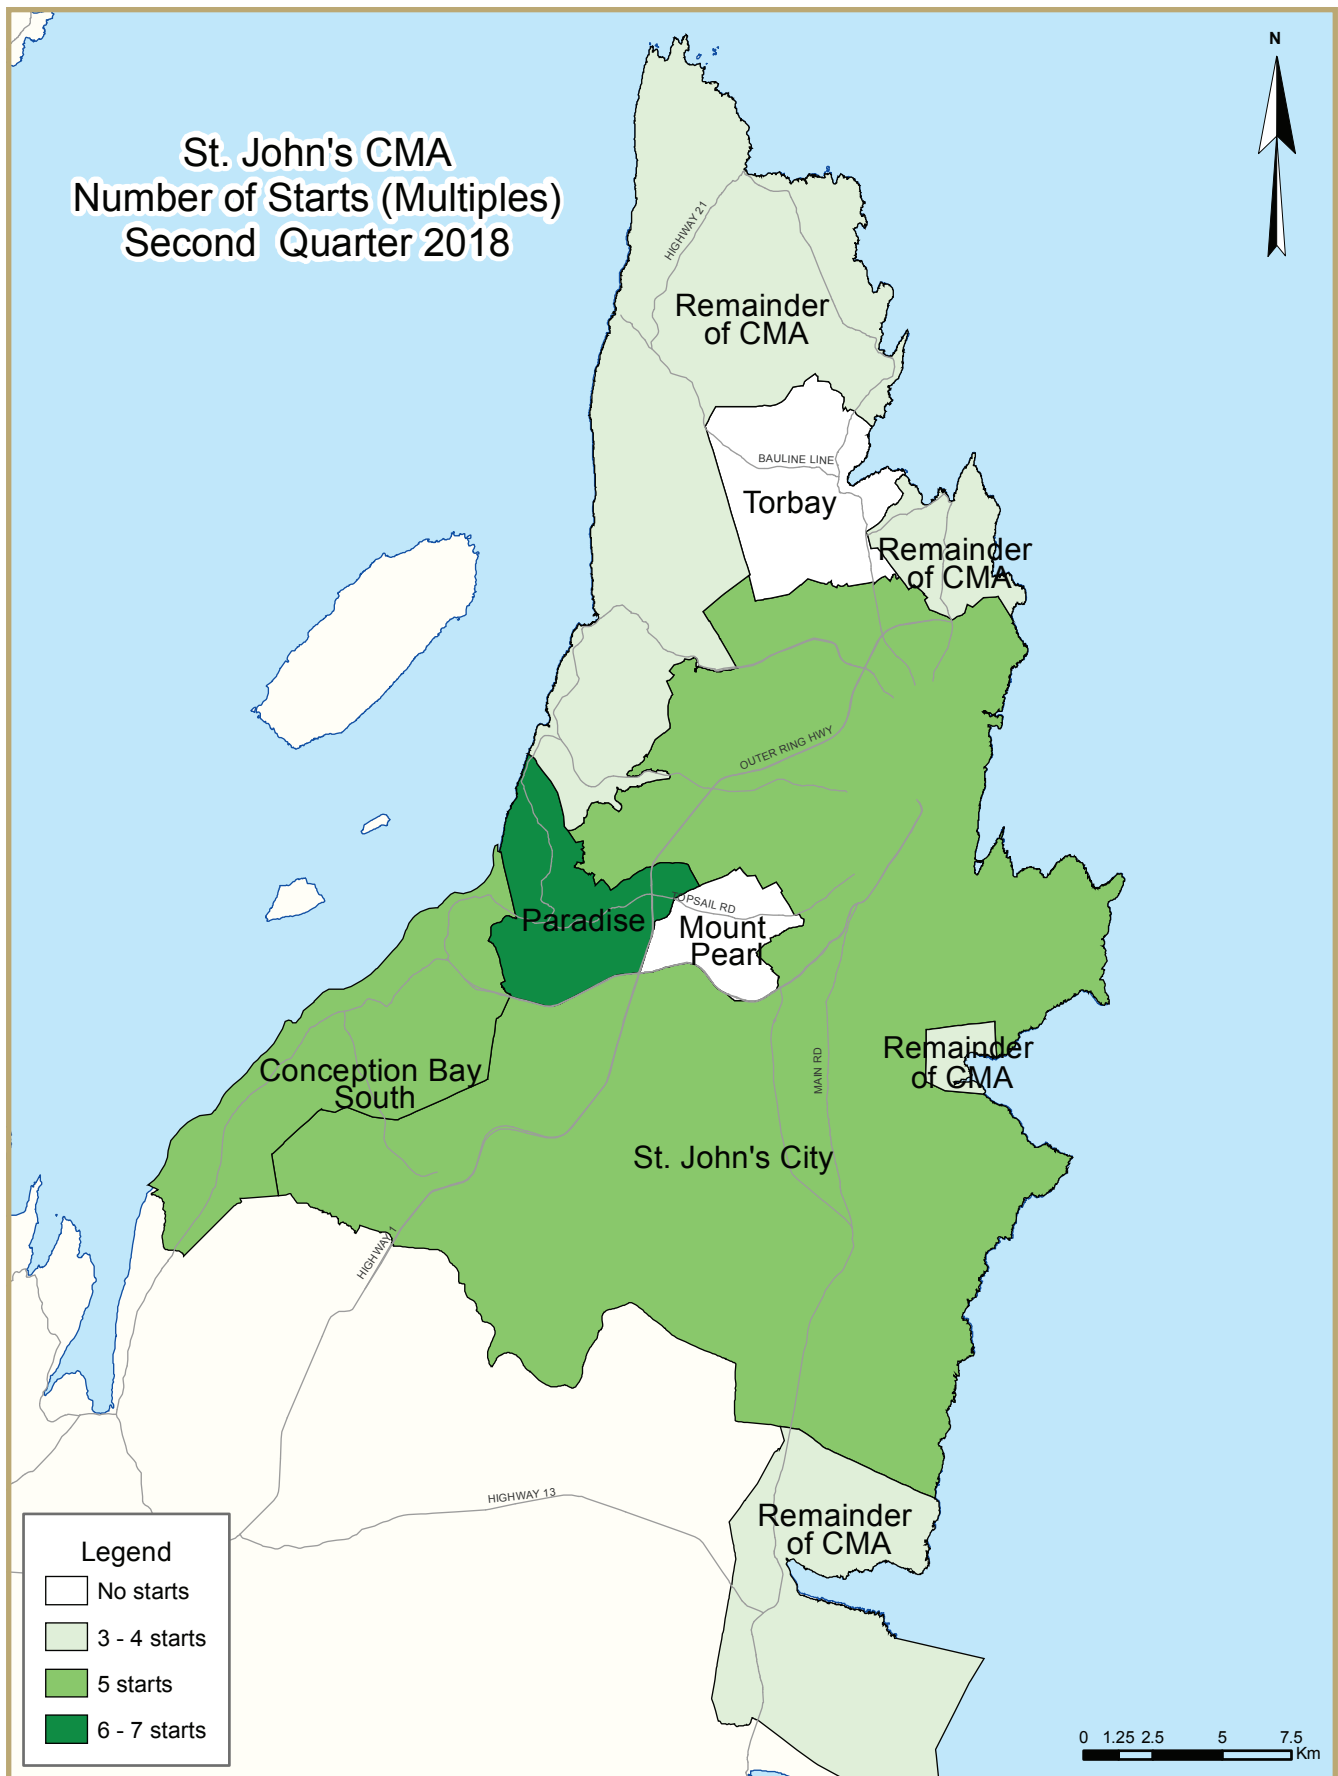 N
St. John's CMA
Number of Starts (Multiples)
Second Quarter 2018
HIGHWAY 21
Remainder
of CMA
BAULINE LINE
Torbay
Remainder
of CMA
OUTER RING HWY
TOPSAIL RD
Paradise
Mount
Pearl
Conception Bay
South
MAIN RD
Remainder
of CMA
St. John's City
HIGHWAY 1
HIGHWAY 13
Remainder
of CMA
Legend
No starts
3 - 4 starts
5 starts
6 - 7 starts
0 1.25 2.5 5 7.5
Km